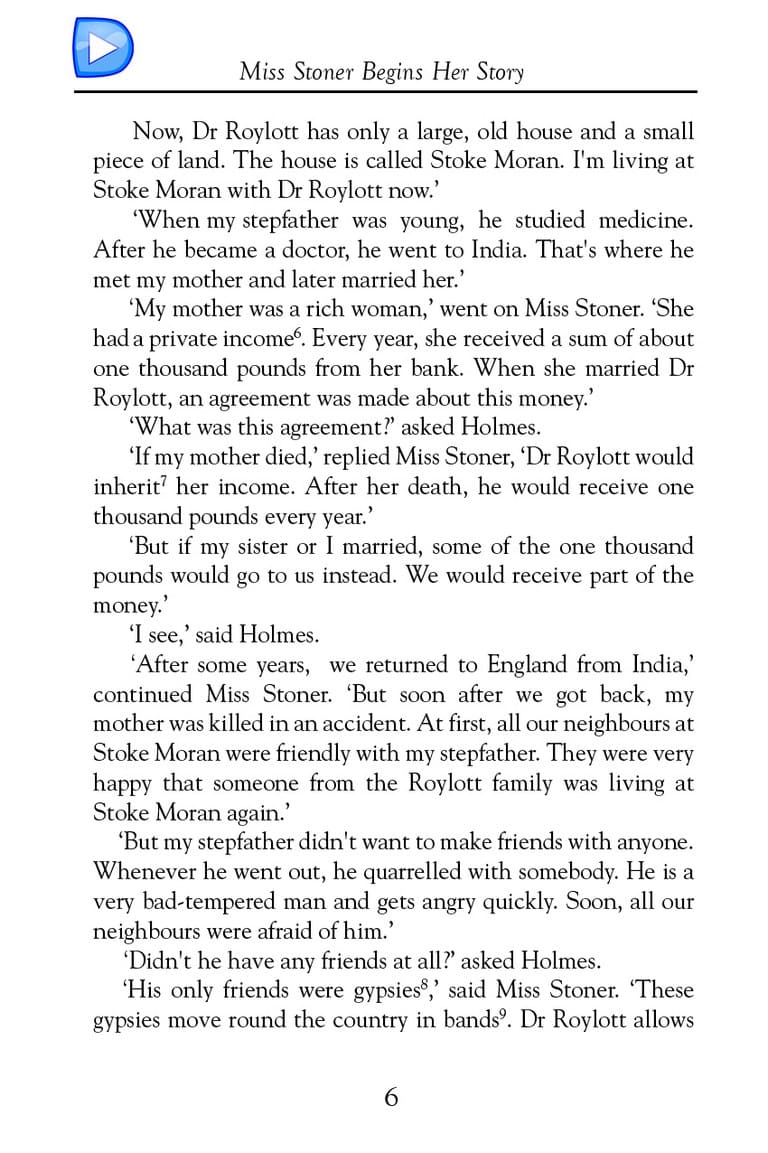 Miss Stoner Begins Her Story
Now, Dr Roylott has only a large, old house and a small
piece of land. The house is called Stoke Moran. I'm living at
Stoke Moran with Dr Roylott now.’
‘When my stepfather was young, he studied medicine.
After he became a doctor, he went to India. That's where he
met my mother and later married her.’
‘My mother was a rich woman,’ went on Miss Stoner. ‘She
had a private income⁶. Every year, she received a sum of about
one thousand pounds from her bank. When she married Dr
Roylott, an agreement was made about this money.’
‘What was this agreement?’ asked Holmes.
‘If my mother died,’ replied Miss Stoner, ‘Dr Roylott would
inherit⁷ her income. After her death, he would receive one
thousand pounds every year.’
‘But if my sister or I married, some of the one thousand
pounds would go to us instead. We would receive part of the
money.’
‘I see,’ said Holmes.
‘After some years, we returned to England from India,’
continued Miss Stoner. ‘But soon after we got back, my
mother was killed in an accident. At first, all our neighbours at
Stoke Moran were friendly with my stepfather. They were very
happy that someone from the Roylott family was living at
Stoke Moran again.’
‘But my stepfather didn't want to make friends with anyone.
Whenever he went out, he quarrelled with somebody. He is a
very bad-tempered man and gets angry quickly. Soon, all our
neighbours were afraid of him.’
‘Didn't he have any friends at all?’ asked Holmes.
‘His only friends were gypsies⁸,’ said Miss Stoner. ‘These
gypsies move round the country in bands⁹. Dr Roylott allows
6